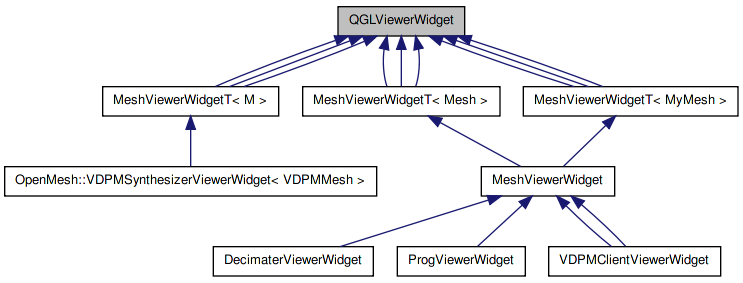 QGLViewerWidget
MeshViewerWidgetT< M >
MeshViewerWidgetT< Mesh >
MeshViewerWidgetT< MyMesh >
OpenMesh::VDPMSynthesizerViewerWidget< VDPMMesh >
MeshViewerWidget
DecimaterViewerWidget
ProgViewerWidget
VDPMClientViewerWidget